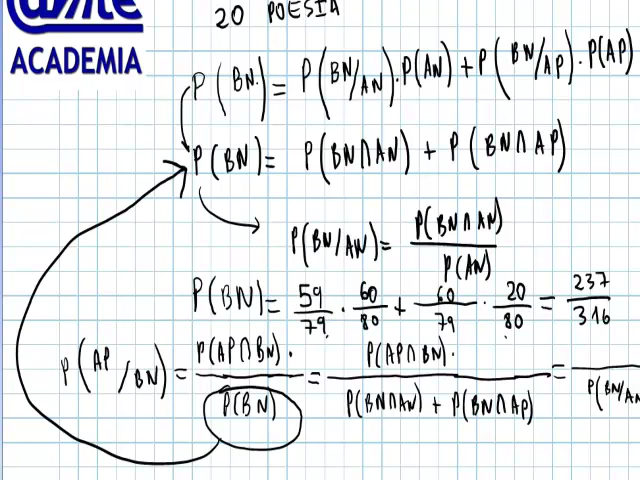 20 POESIA
ACADEMIA
P(BN) = P(BN/AN)·P(AN) + P(BN/AP)·P(AP)
P(BN) = P(BN∩AN) + P(BN∩AP)
P(BN/AN) = P(BN∩AN)/P(AN)
P(BN) = 59/79 · 60/80 + 60/79 · 20/80 = 237/316
P(AP/BN) = P(AP∩BN)·/P(BN) = P(AP∩BN)·/P(BN∩AN) + P(BN∩AP) = /P(BN/AN